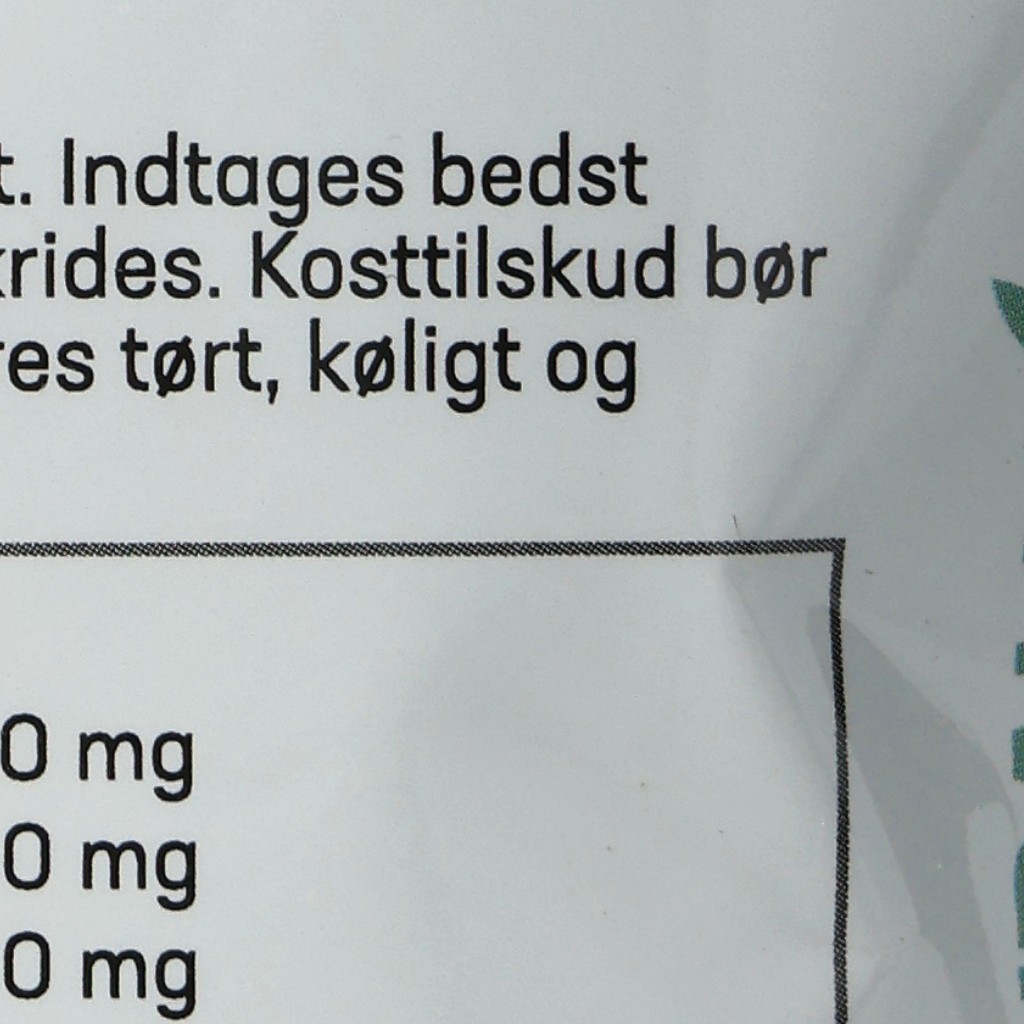 t. Indtages bedst
krides. Kosttilskud bør
res tørt, køligt og
0 mg
0 mg
0 mg